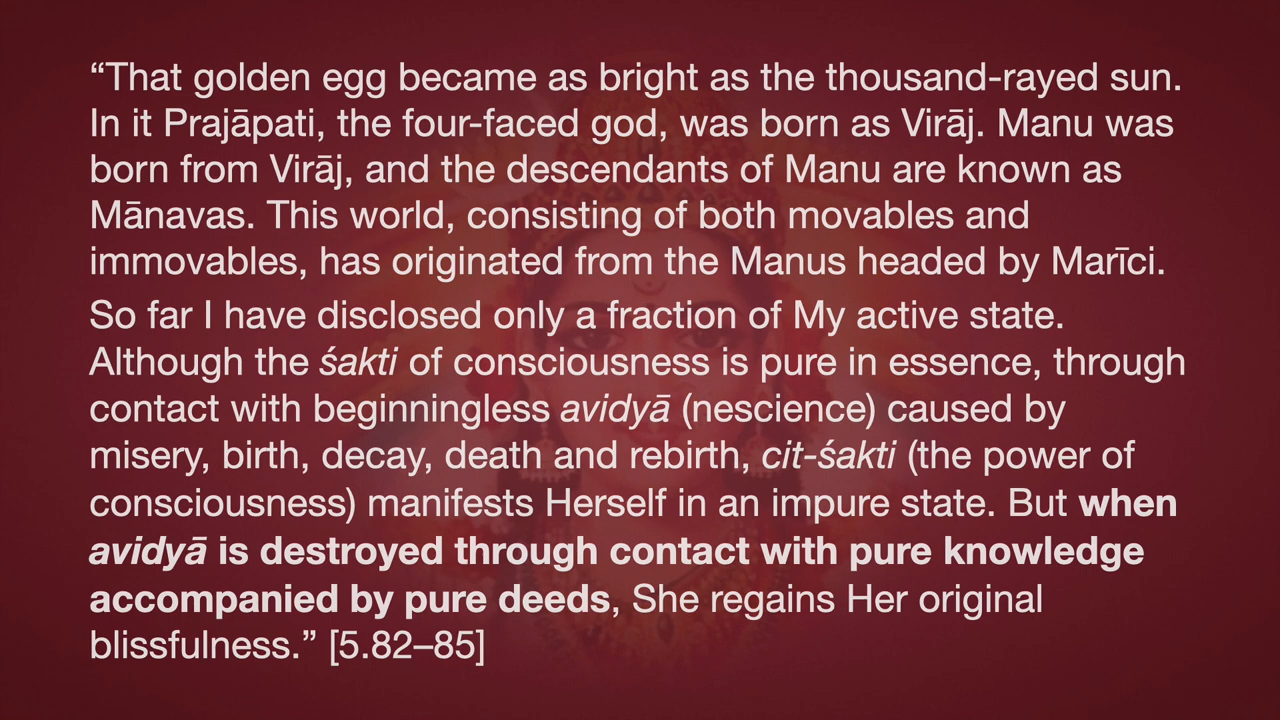 “That golden egg became as bright as the thousand-rayed sun.
In it Prajāpati, the four-faced god, was born as Virāj. Manu was
born from Virāj, and the descendants of Manu are known as
Mānavas. This world, consisting of both movables and
immovables, has originated from the Manus headed by Marīci.
So far I have disclosed only a fraction of My active state.
Although the śakti of consciousness is pure in essence, through
contact with beginningless avidyā (nescience) caused by
misery, birth, decay, death and rebirth, cit-śakti (the power of
consciousness) manifests Herself in an impure state. But when
avidyā is destroyed through contact with pure knowledge
accompanied by pure deeds, She regains Her original
blissfulness.” [5.82–85]